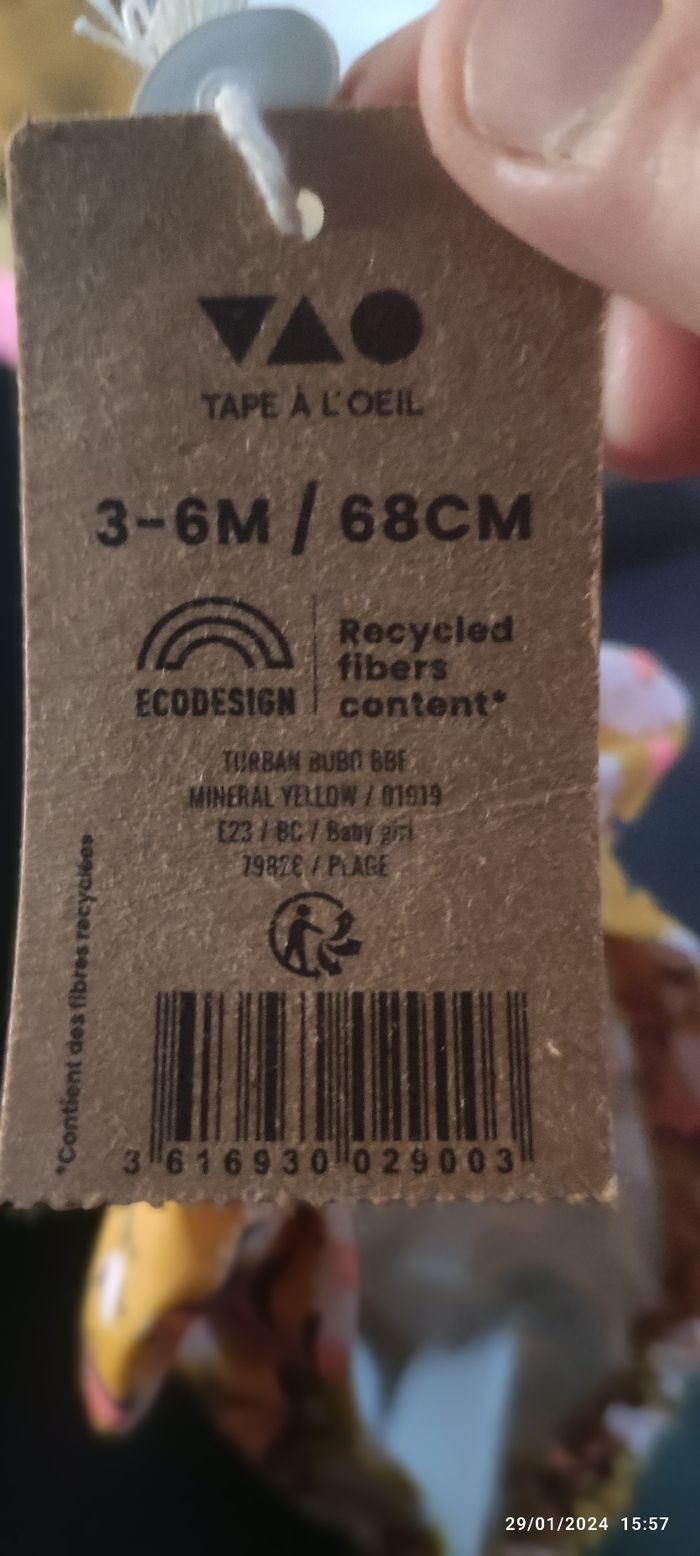 TAPE À L'OEIL
3-6M / 68CM
ECODESIGN
Recycled
fibers
content*
TURBAN BUBO BBF
MINERAL YELLOW / 01919
E23 / BC / Baby girl
/ PLAGE
*Contient des fibres recyclées
3 616930 029003
29/01/2024 15:57